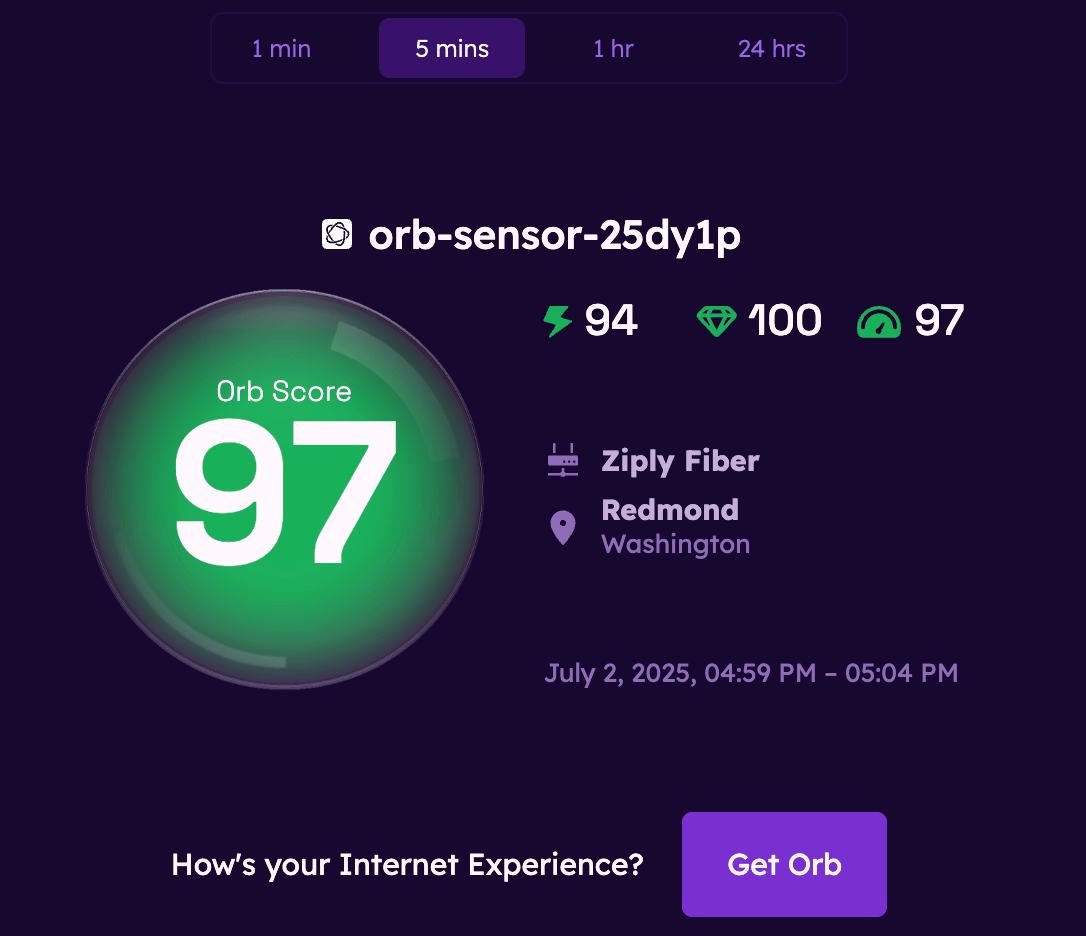 1 min 5 mins 1 hr 24 hrs
orb-sensor-25dy1p
94 100 97
Orb Score
97
Ziply Fiber
Redmond
Washington
July 2, 2025, 04:59 PM – 05:04 PM
How's your Internet Experience? Get Orb